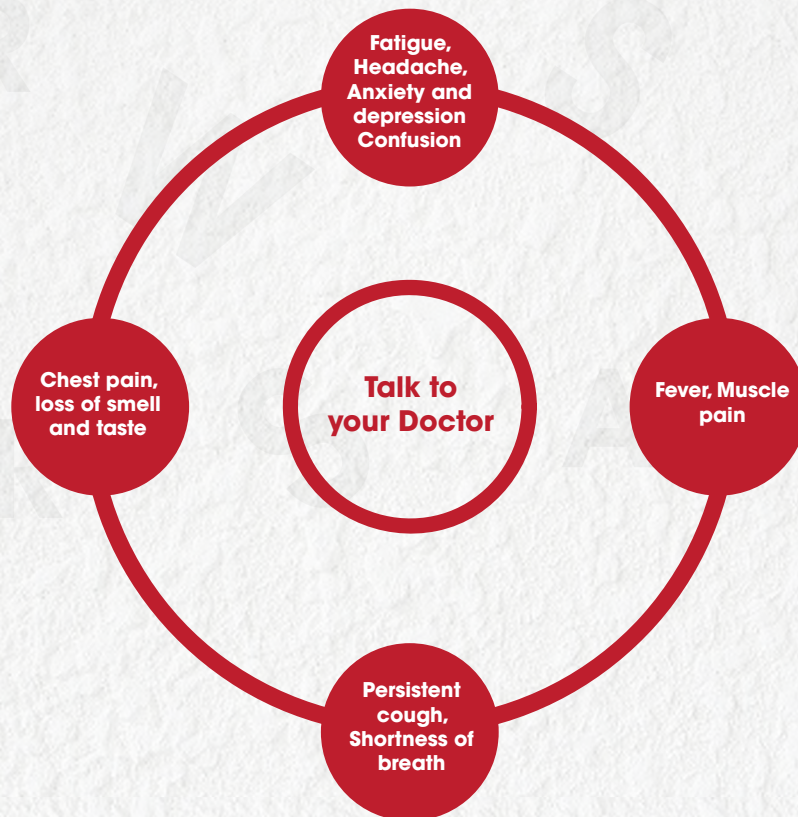 Fatigue,
Headache,
Anxiety and
depression
Confusion
Chest pain,
loss of smell
and taste
Talk to
your Doctor
Fever, Muscle
pain
Persistent
cough,
Shortness of
breath